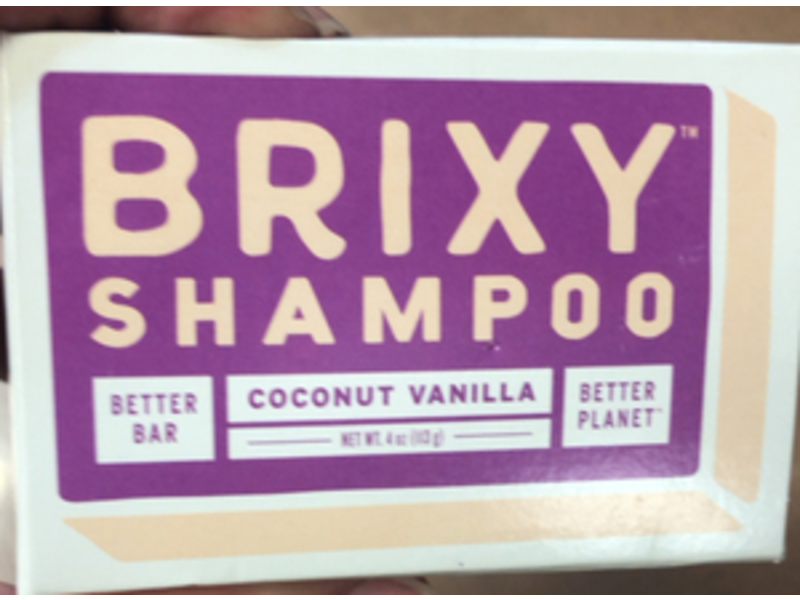 BRIXY™
SHAMPOO
BETTER
BAR
COCONUT VANILLA
NET WT. 4 oz (113 g)
BETTER
PLANET™